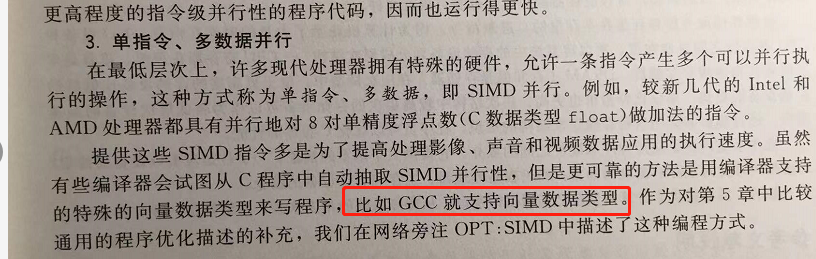 更高程度的指令级并行性的程序代码，因而也运行得更快。
3. 单指令、多数据并行
在最低层次上，许多现代处理器拥有特殊的硬件，允许一条指令产生多个可以并行执
行的操作，这种方式称为单指令、多数据，即 SIMD 并行。例如，较新几代的 Intel 和
AMD 处理器都具有并行地对 8 对单精度浮点数(C 数据类型 float)做加法的指令。
提供这些 SIMD 指令多是为了提高处理影像、声音和视频数据应用的执行速度。虽然
有些编译器会试图从 C 程序中自动抽取 SIMD 并行性，但是更可靠的方法是用编译器支持
的特殊的向量数据类型来写程序，比如 GCC 就支持向量数据类型。作为对第 5 章中比较
通用的程序优化描述的补充，我们在网络旁注 OPT:SIMD 中描述了这种编程方式。